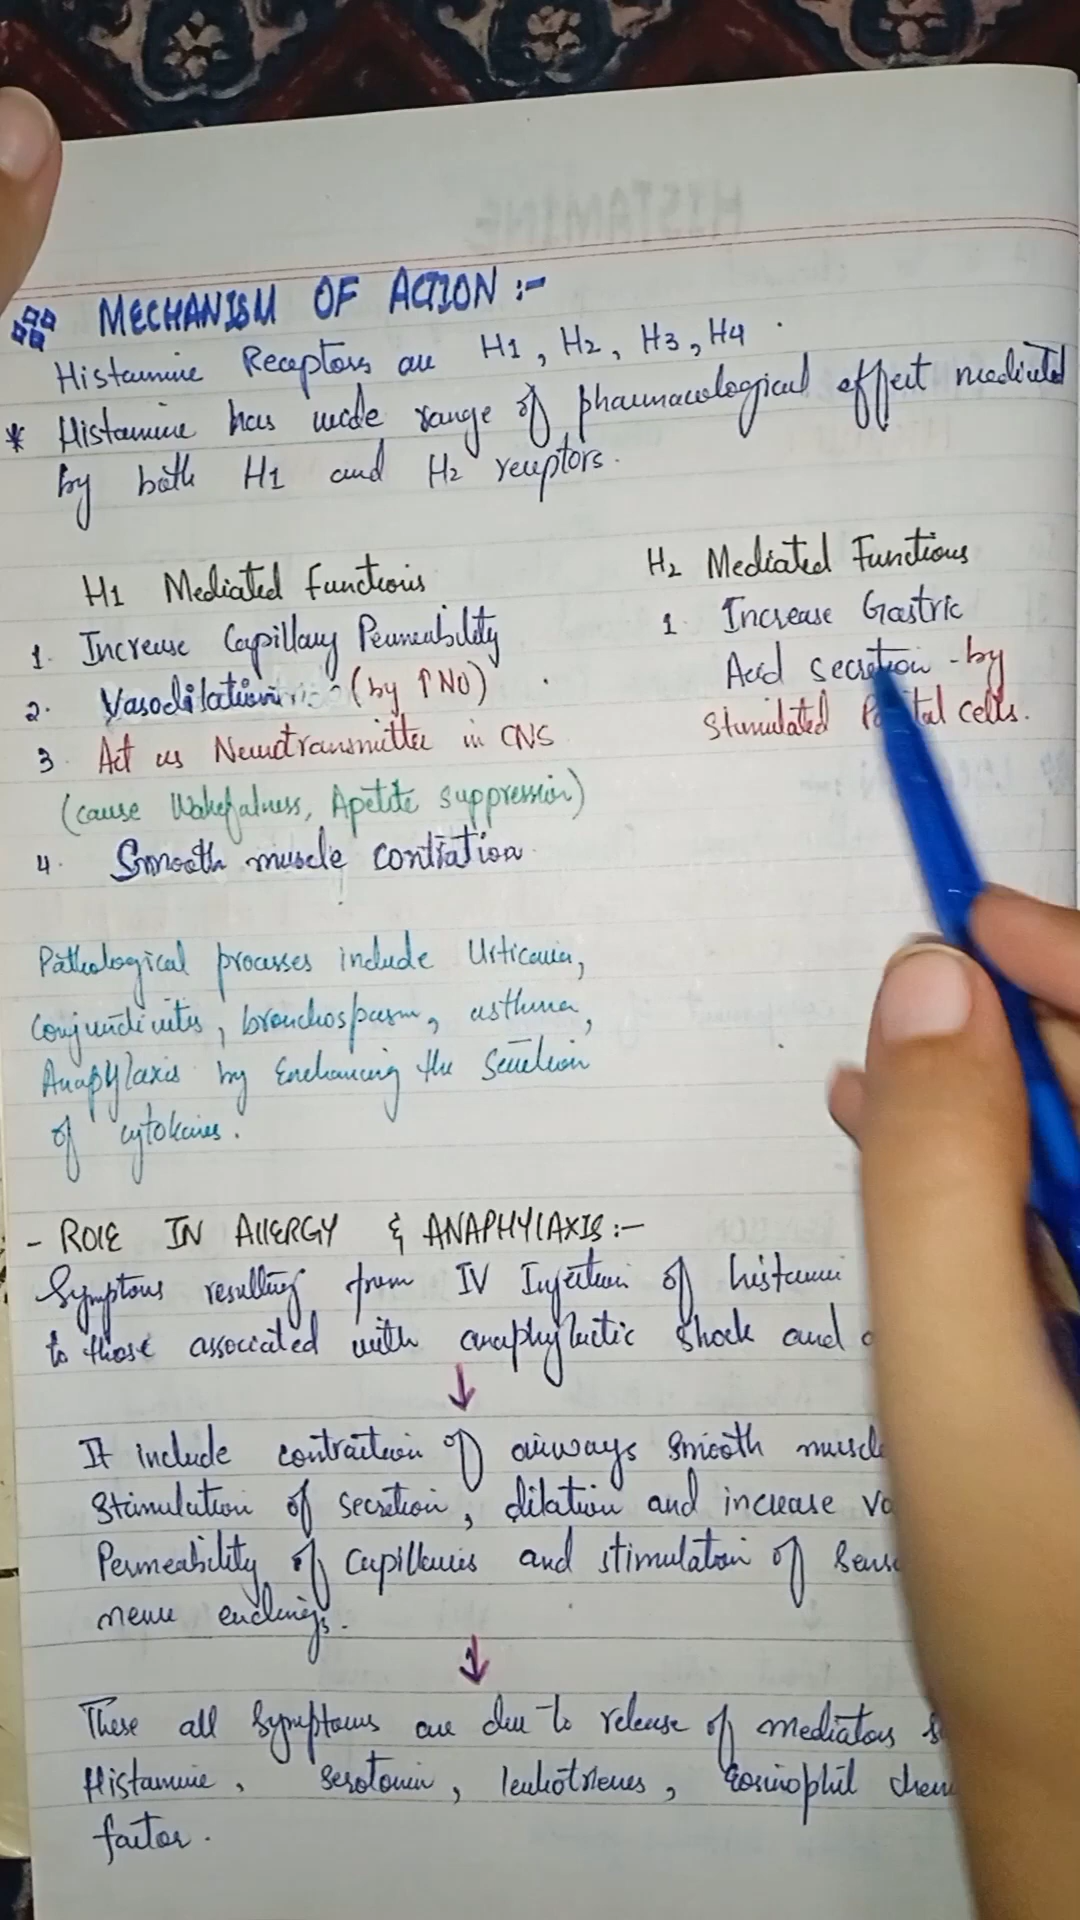 MECHANISM OF ACTION :-
Histamine Receptors are H1, H2, H3, H4.
* Histamine has wide range of pharmacological effect mediated
by both H1 and H2 receptors.
H1 Mediated Functions
1. Increase Capillary Permeability
2. Vasodilation (by ↑NO)
3 Act as Neurotransmitter in CNS
(cause Wakefulness, Apetite suppression)
4. Smooth muscle contration
H2 Mediated Functions
1 Increase Gastric
Acid secretion - by
Stimulated cells.
Pathological processes include Urticaria,
Conjundivites, bronchospasm, asthma,
Anaphylaxis by Enchancing the Secretion
of cytokines.
- ROLE IN AllERGY & ANAPHYLAXIS :-
Symptoms resulting from IV Injection of
to those associated with anaphylactic Shock and
↓
It include contraction of airways smooth
Stimulation of secretion, dilation and increase
Permeability of capillaries and stimulation of
nerve endings.
↓
These all Symptoms are due to release of mediators
Histamine, Serotonin, leukotrienes, Eosinophil
factor.